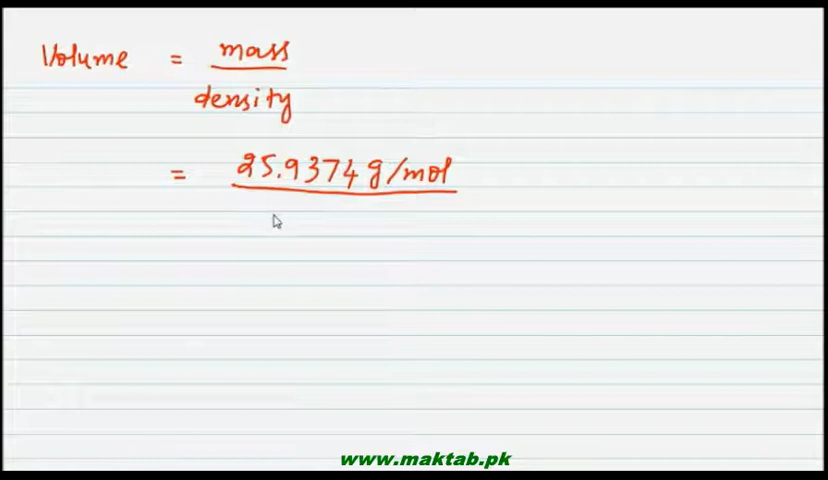 Volume = mass
density
= 25.9374 g/mol
www.maktab.pk